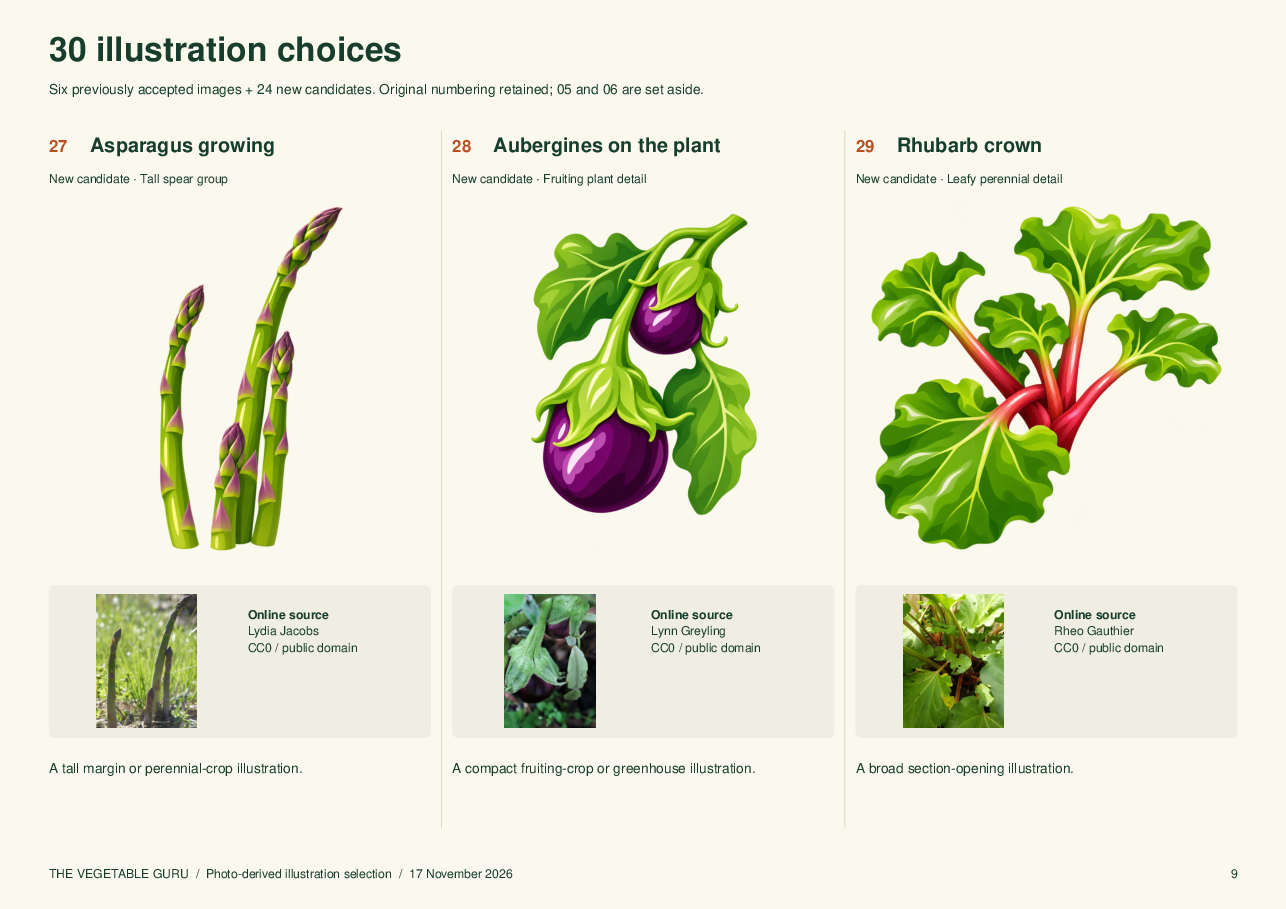 30 illustration choices
Six previously accepted images + 24 new candidates. Original numbering retained; 05 and 06 are set aside.
27 Asparagus growing
New candidate · Tall spear group
Online source
Lydia Jacobs
CC0 / public domain
A tall margin or perennial-crop illustration.
28 Aubergines on the plant
New candidate · Fruiting plant detail
Online source
Lynn Greyling
CC0 / public domain
A compact fruiting-crop or greenhouse illustration.
29 Rhubarb crown
New candidate · Leafy perennial detail
Online source
Rheo Gauthier
CC0 / public domain
A broad section-opening illustration.
THE VEGETABLE GURU / Photo-derived illustration selection / 17 November 2026
9